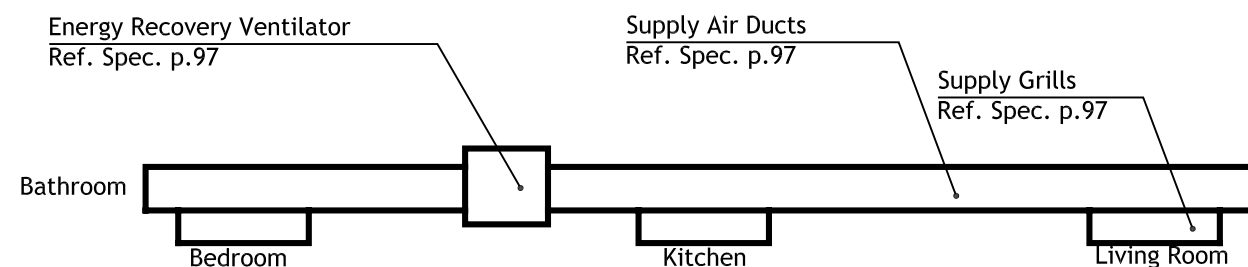 Energy Recovery Ventilator
Ref. Spec. p.97
Supply Air Ducts
Ref. Spec. p.97
Supply Grills
Ref. Spec. p.97
Bathroom
Bedroom
Kitchen
Living Room